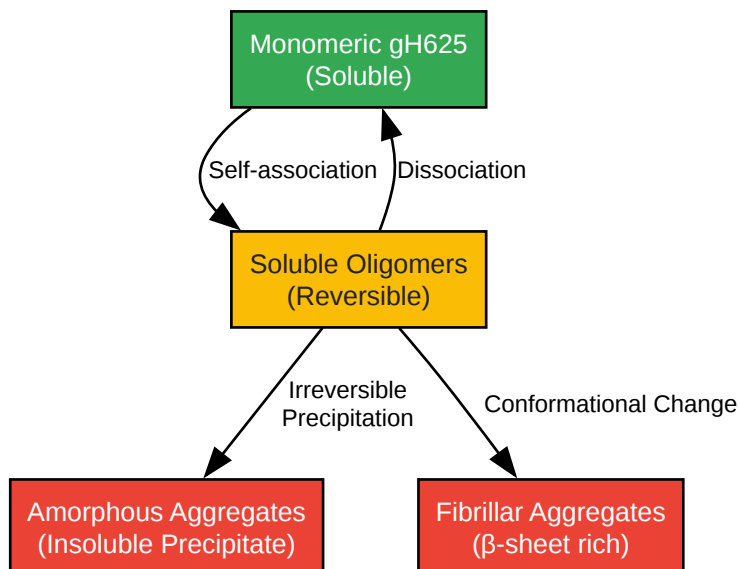 Monomeric gH625
(Soluble)
Self-association
Dissociation
Soluble Oligomers
(Reversible)
Irreversible
Precipitation
Conformational Change
Amorphous Aggregates
(Insoluble Precipitate)
Fibrillar Aggregates
(β-sheet rich)